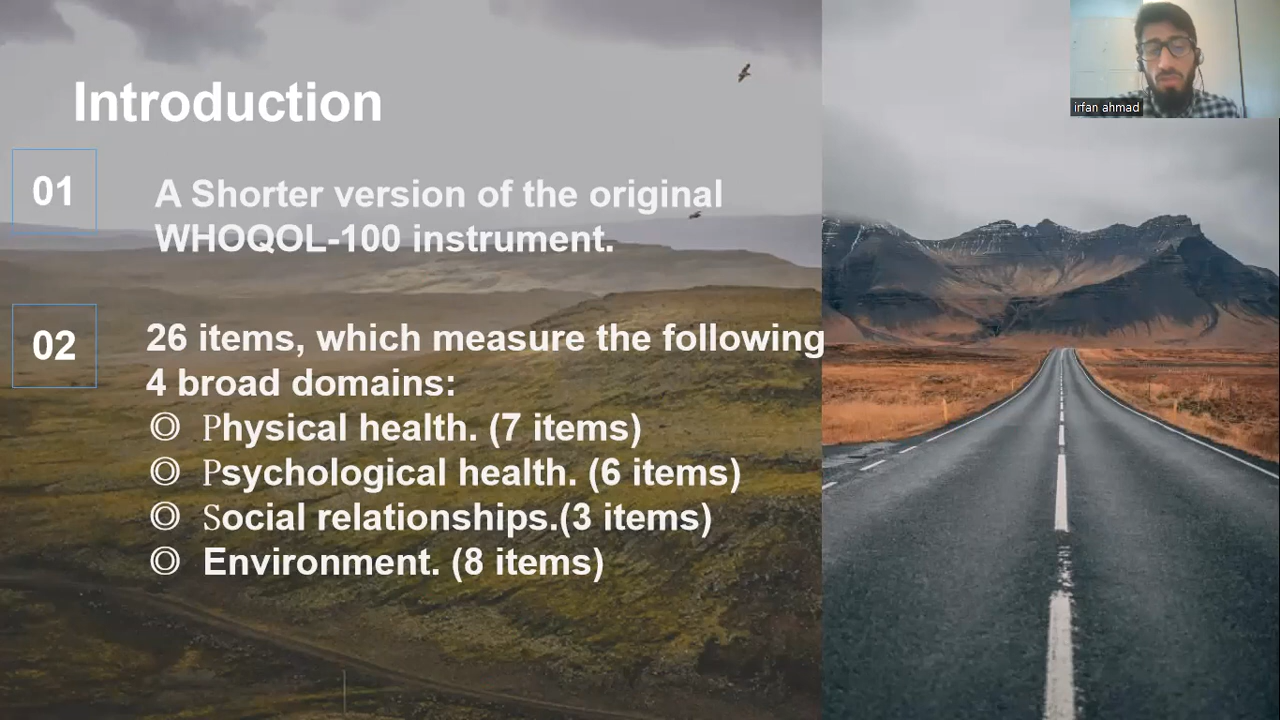 Introduction
01
A Shorter version of the original
WHOQOL-100 instrument.
02
26 items, which measure the following
4 broad domains:
◎ Physical health. (7 items)
◎ Psychological health. (6 items)
◎ Social relationships.(3 items)
◎ Environment. (8 items)
irfan ahmad